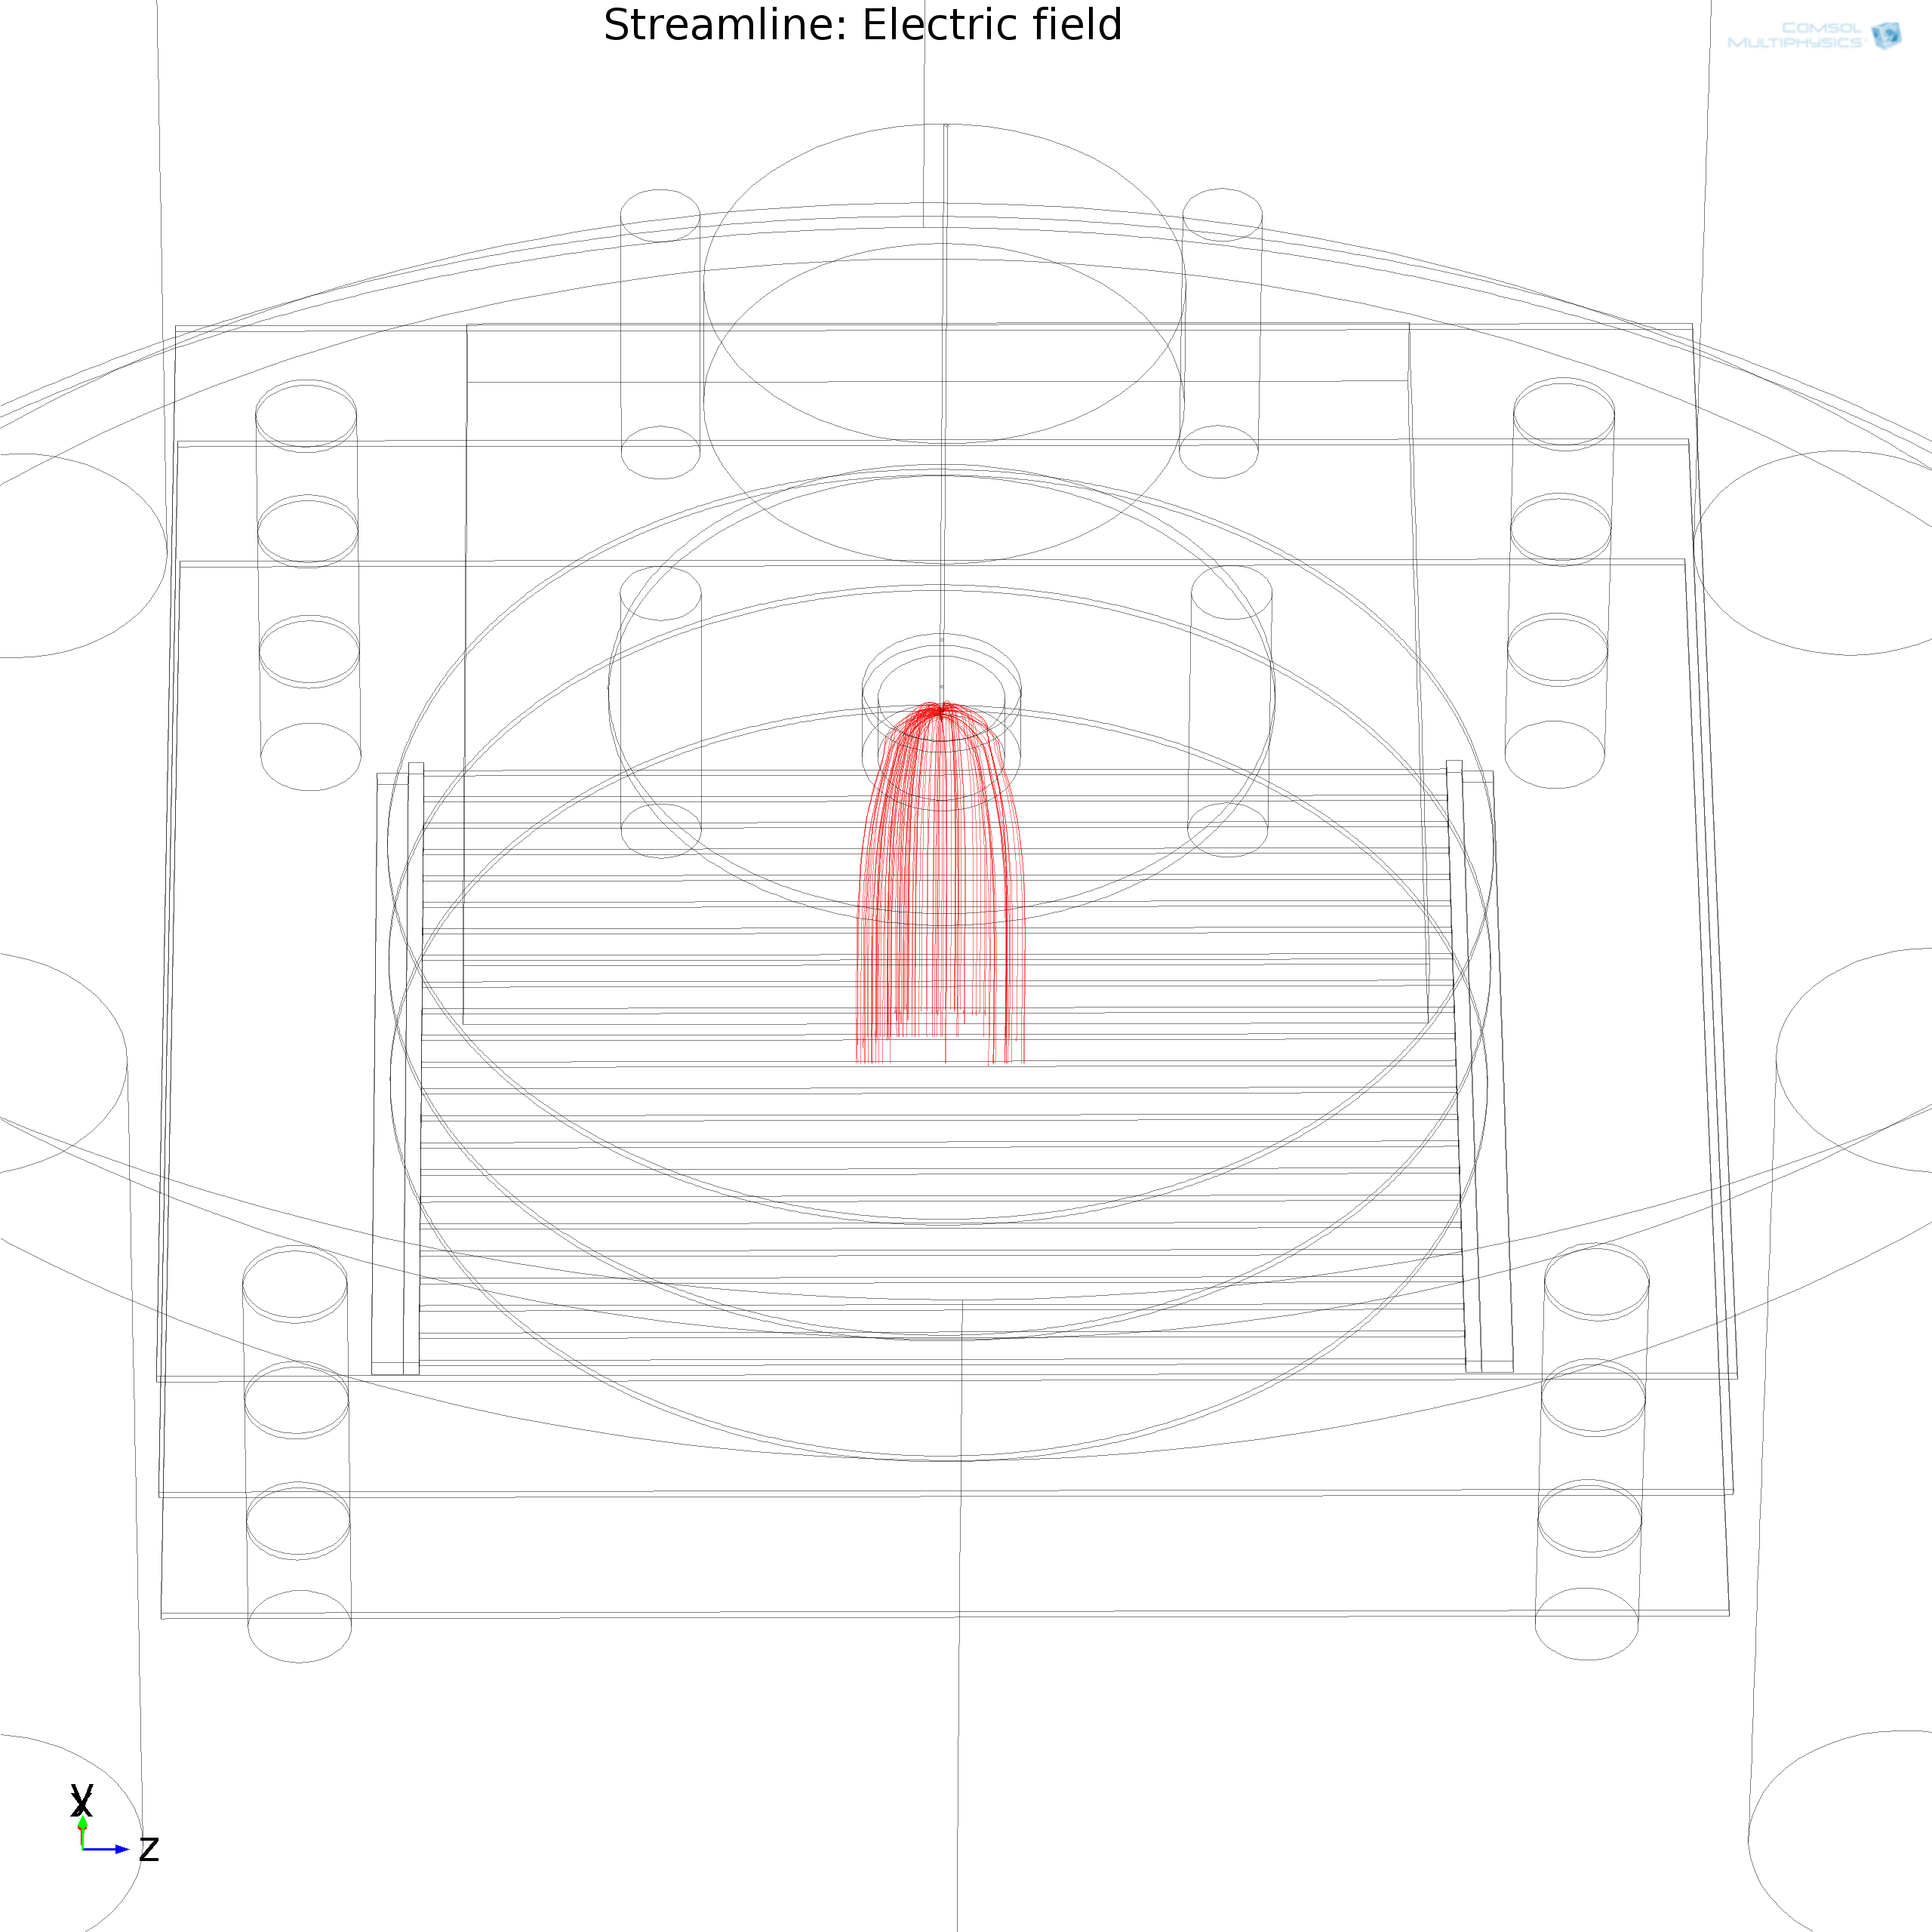 Streamline: Electric field
COMSOL
MULTIPHYSICS
y
x
z